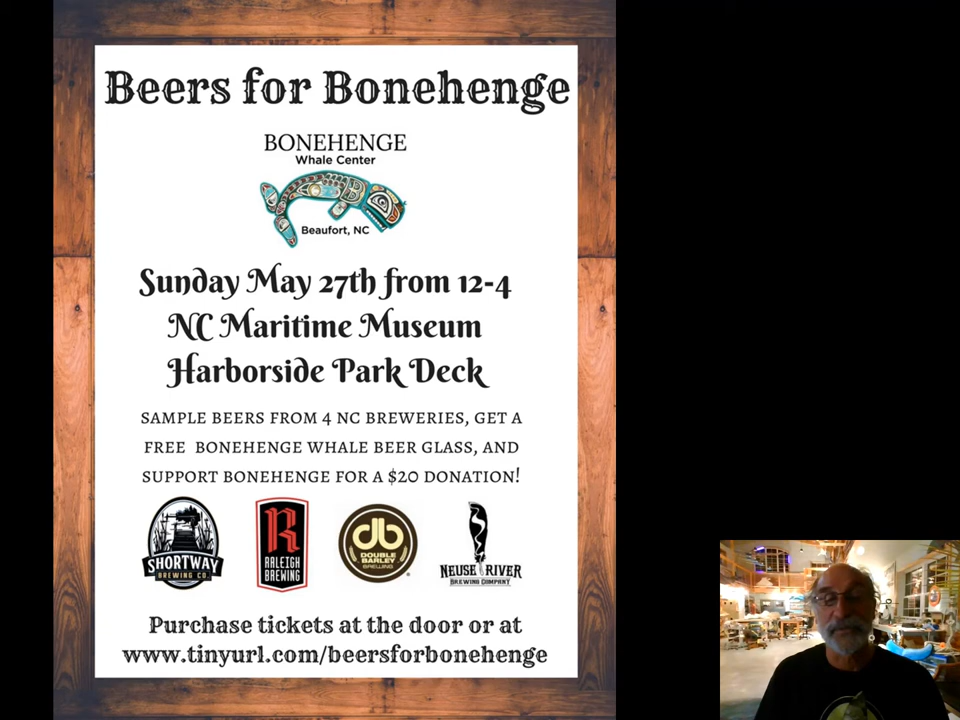 Beers for Bonehenge
BONEHENGE
Whale Center
Beaufort, NC
Sunday May 27th from 12-4
NC Maritime Museum
Harborside Park Deck
SAMPLE BEERS FROM 4 NC BREWERIES, GET A
FREE BONEHENGE WHALE BEER GLASS, AND
SUPPORT BONEHENGE FOR A $20 DONATION!
SHORTWAY
BREWING CO.
R
RALEIGH
BREWING
db
DOUBLE
BARLEY
BREWING
NEUSE RIVER
BREWING COMPANY
Purchase tickets at the door or at
www.tinyurl.com/beersforbonehenge